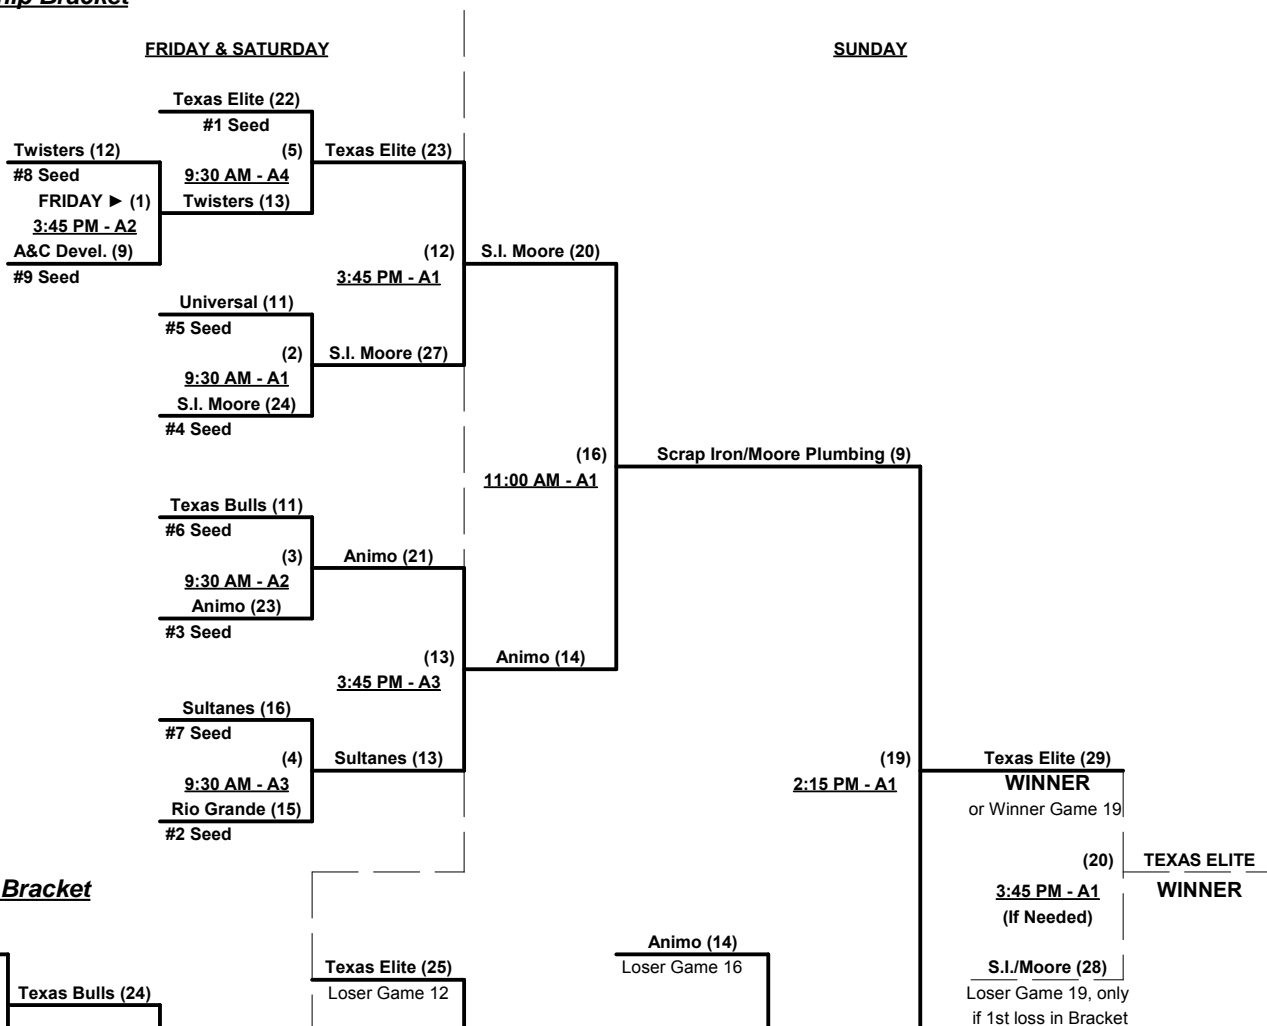 FRIDAY & SATURDAY
SUNDAY
Texas Elite (22)
#1 Seed
Twisters (12)
(5)
Texas Elite (23)
#8 Seed
9:30 AM - A4
FRIDAY ► (1)
Twisters (13)
3:45 PM - A2
A&C Devel. (9)
(12)
S.I. Moore (20)
#9 Seed
3:45 PM - A1
Universal (11)
#5 Seed
(2)
S.I. Moore (27)
9:30 AM - A1
S.I. Moore (24)
#4 Seed
(16)
Scrap Iron/Moore Plumbing (9)
11:00 AM - A1
Texas Bulls (11)
#6 Seed
(3)
Animo (21)
9:30 AM - A2
Animo (23)
#3 Seed
(13)
Animo (14)
3:45 PM - A3
Sultanes (16)
#7 Seed
(4)
Sultanes (13)
(19)
Texas Elite (29)
9:30 AM - A3
2:15 PM - A1
WINNER
Rio Grande (15)
or Winner Game 19
#2 Seed
(20)
TEXAS ELITE
Bracket
3:45 PM - A1
WINNER
(If Needed)
Animo (14)
Texas Elite (25)
Loser Game 16
S.I./Moore (28)
Texas Bulls (24)
Loser Game 12
Loser Game 19, only
if 1st loss in Bracket